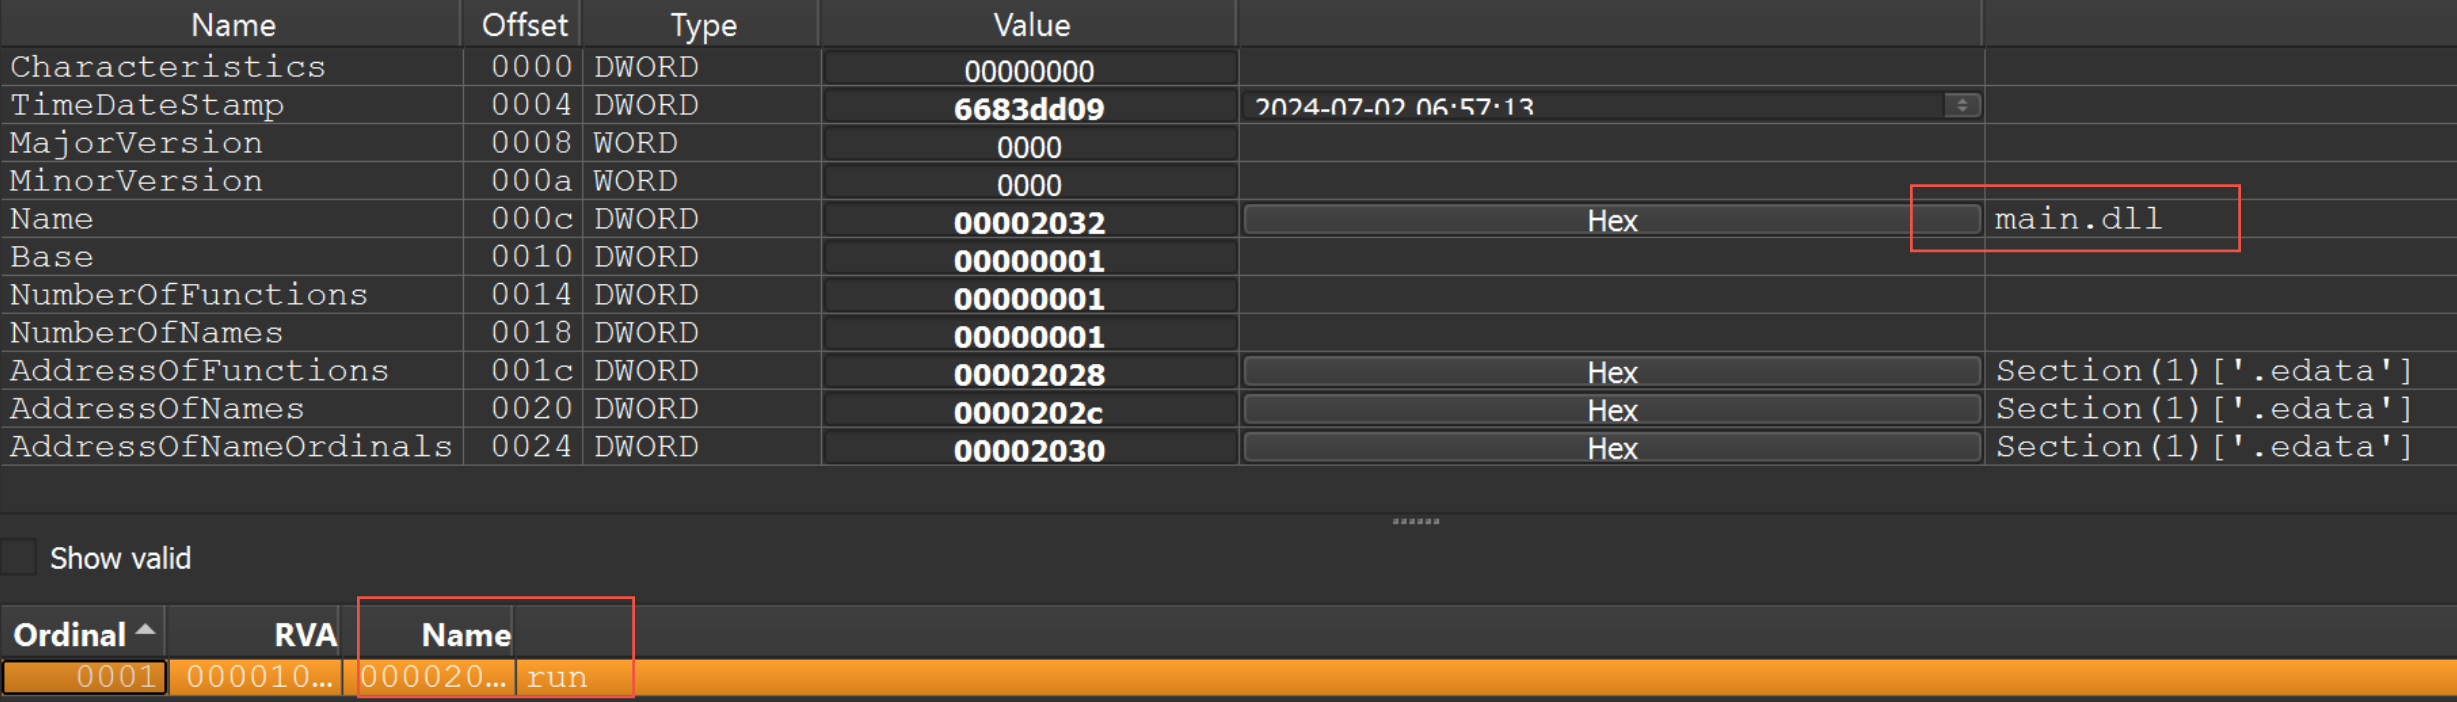 Name Offset Type Value
Characteristics 0000 DWORD 00000000
TimeDateStamp 0004 DWORD 6683dd09 2024-07-02 06:57:13
MajorVersion 0008 WORD 0000
MinorVersion 000a WORD 0000
Name 000c DWORD 00002032 Hex main.dll
Base 0010 DWORD 00000001
NumberOfFunctions 0014 DWORD 00000001
NumberOfNames 0018 DWORD 00000001
AddressOfFunctions 001c DWORD 00002028 Hex Section(1)['.edata']
AddressOfNames 0020 DWORD 0000202c Hex Section(1)['.edata']
AddressOfNameOrdinals 0024 DWORD 00002030 Hex Section(1)['.edata']
Show valid
Ordinal RVA Name
0001 000010… 000020… run